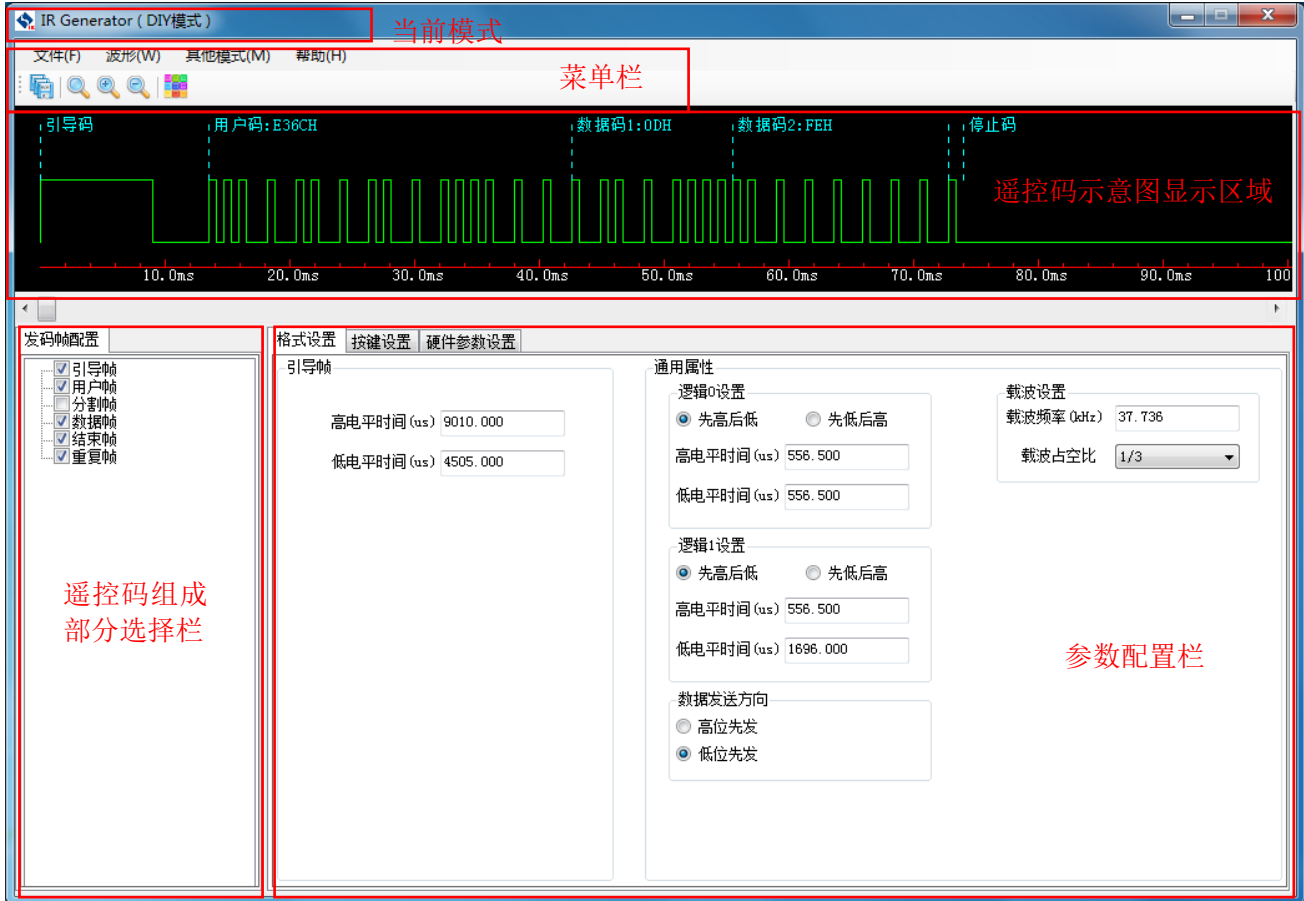 IR Generator ( DIY模式 )
当前模式
文件(F) 波形(W) 其他模式(M) 帮助(H)
菜单栏
引导码 用户码:E36CH 数据码1:0DH 数据码2:FEH 停止码
遥控码示意图显示区域
10.0ms 20.0ms 30.0ms 40.0ms 50.0ms 60.0ms 70.0ms 80.0ms 90.0ms 100
发码帧配置
引导帧
用户帧
分割帧
数据帧
结束帧
重复帧
遥控码组成
部分选择栏
格式设置 按键设置 硬件参数设置
引导帧
高电平时间(us) 9010.000
低电平时间(us) 4505.000
通用属性
逻辑0设置
先高后低 先低后高
高电平时间(us) 556.500
低电平时间(us) 556.500
逻辑1设置
先高后低 先低后高
高电平时间(us) 556.500
低电平时间(us) 1696.000
数据发送方向
高位先发
低位先发
载波设置
载波频率(kHz) 37.736
载波占空比 1/3
参数配置栏